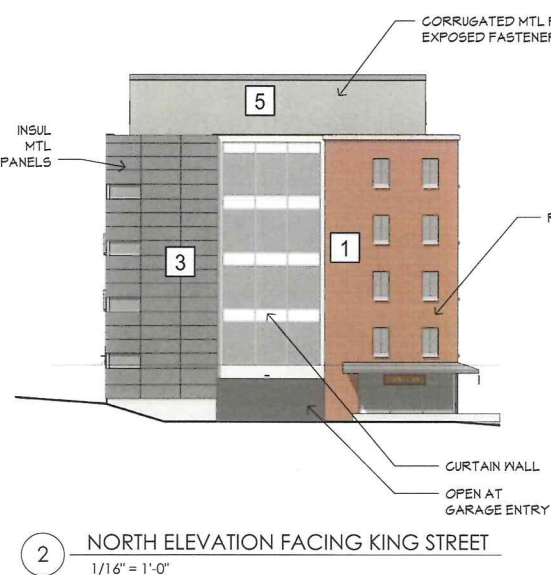 CORRUGATED MTL
EXPOSED FASTENE
5
INSUL
MTL
PANELS
3
1
CURTAIN WALL
OPEN AT
GARAGE ENTRY
2
NORTH ELEVATION FACING KING STREET
1/16" = 1'-0"